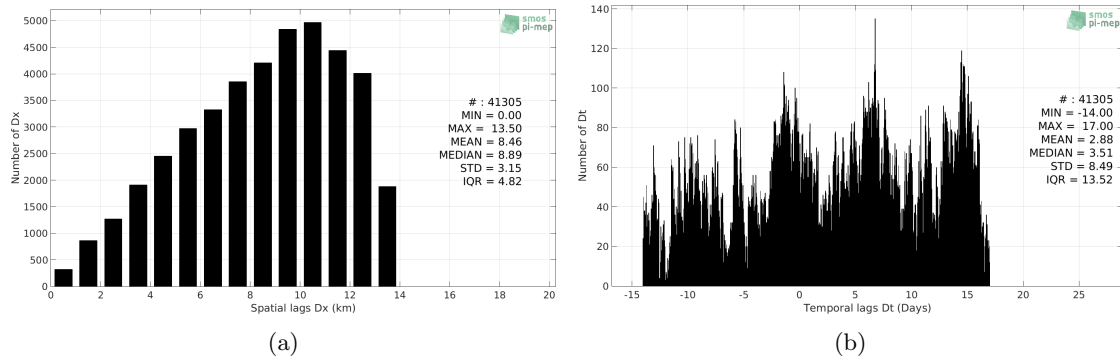 5000
4500
4000
3500
3000
2500
2000
1500
1000
500
0
Number of Dx
0 2 4 6 8 10 12 14 16 18 20
Spatial lags Dx (km)
smos
pi-mep
# : 41305
MIN = 0.00
MAX = 13.50
MEAN = 8.46
MEDIAN = 8.89
STD = 3.15
IQR = 4.82
(a)
140
120
100
80
60
40
20
0
Number of Dt
-15 -10 -5 0 5 10 15 20 25
Temporal lags Dt (Days)
smos
pi-mep
# : 41305
MIN = -14.00
MAX = 17.00
MEAN = 2.88
MEDIAN = 3.51
STD = 8.49
IQR = 13.52
(b)